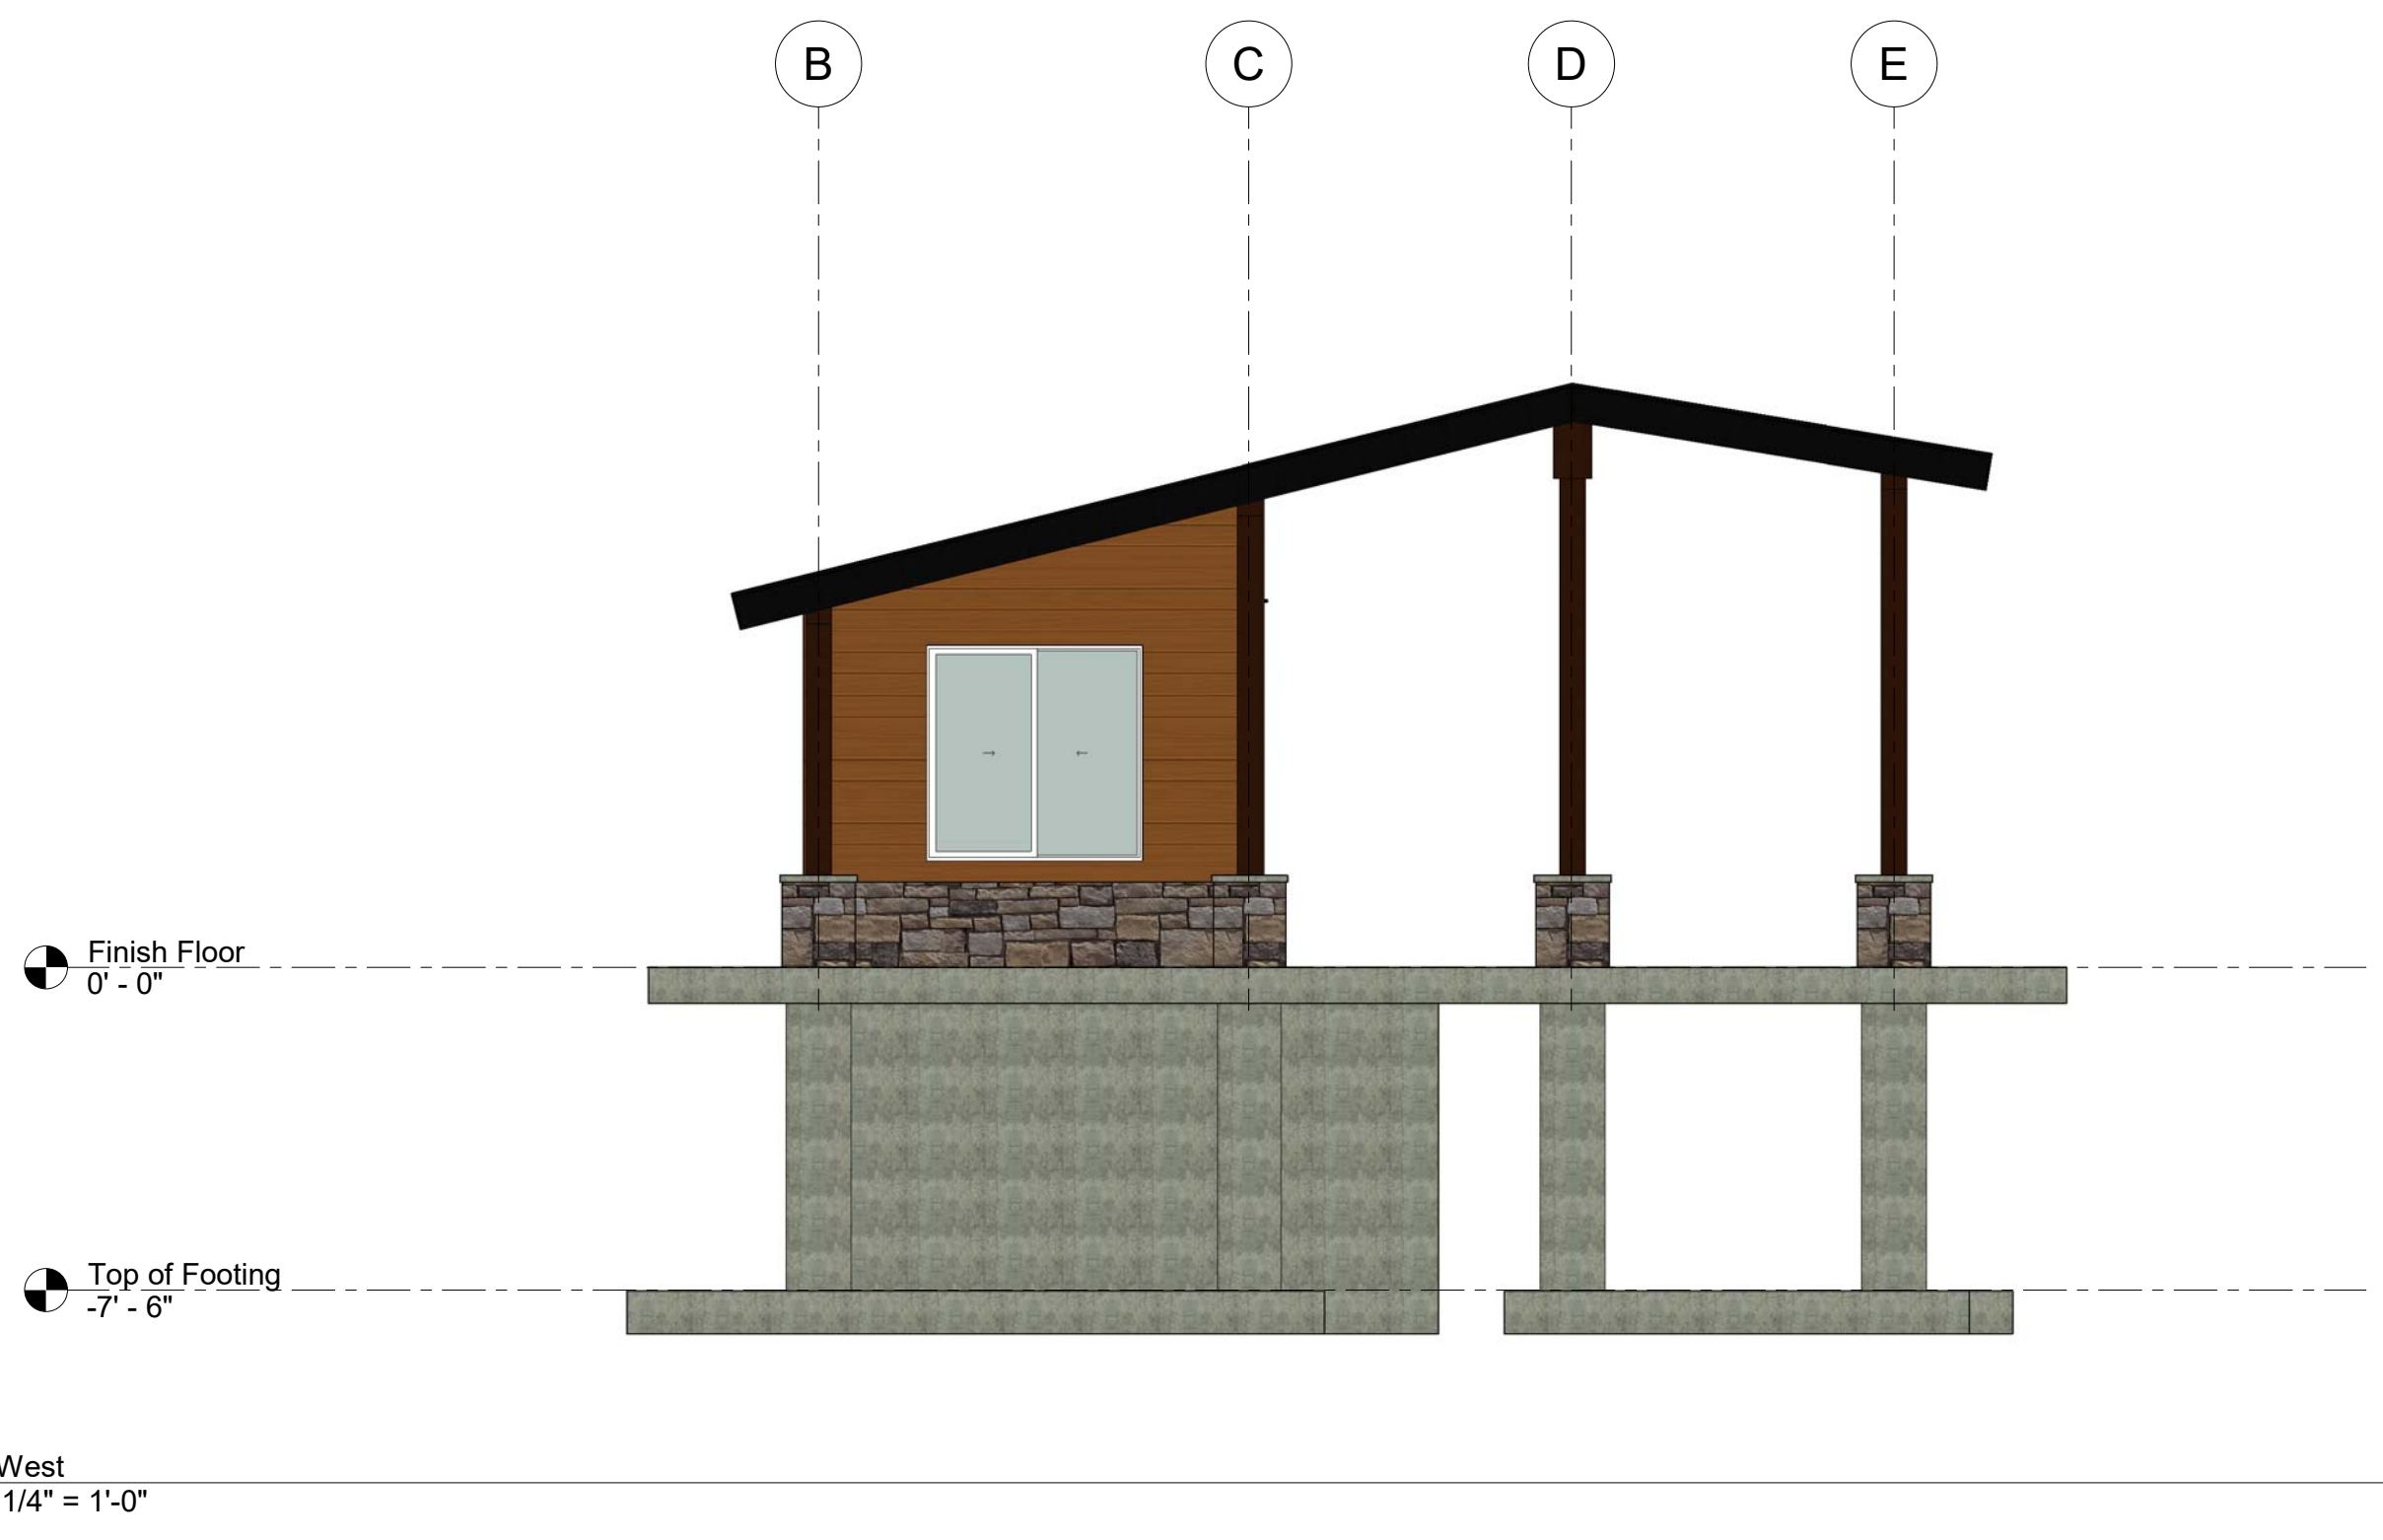 B C D E
Finish Floor
0' - 0"
Top of Footing
-7' - 6"
West
1/4" = 1'-0"